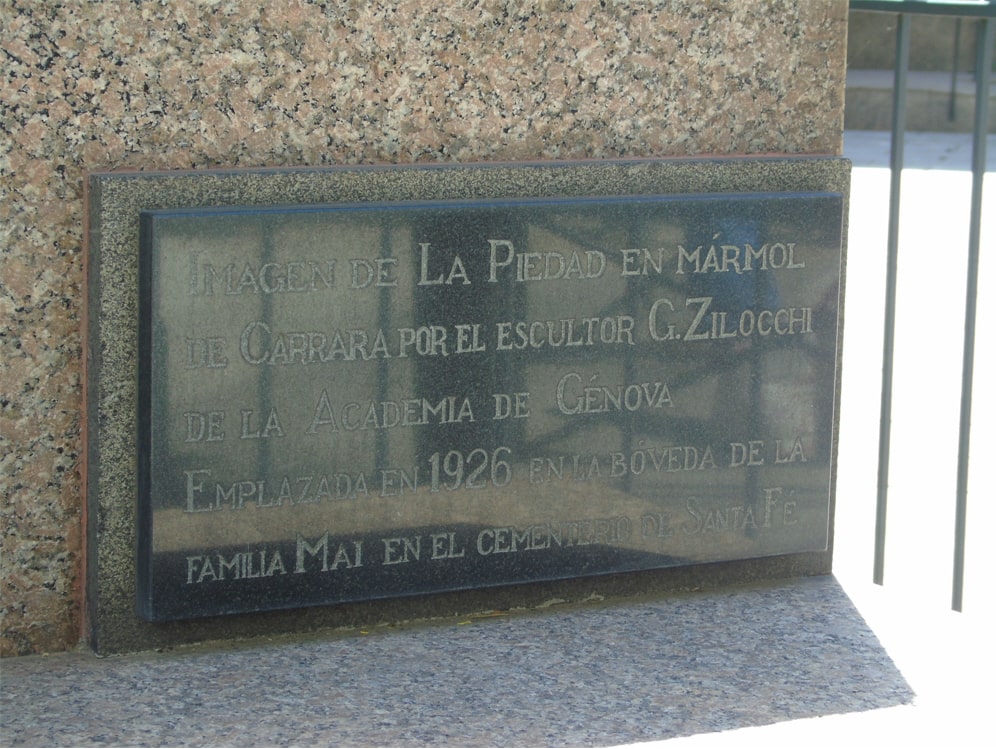 IMAGEN DE LA PIEDAD EN MÁRMOL
DE CARRARA POR EL ESCULTOR G. ZILOCCHI
DE LA ACADEMIA DE GÉNOVA
EMPLAZADA EN 1926 EN LA BÓVEDA DE LA
FAMILIA MAI EN EL CEMENTERIO DE SANTA FÉ